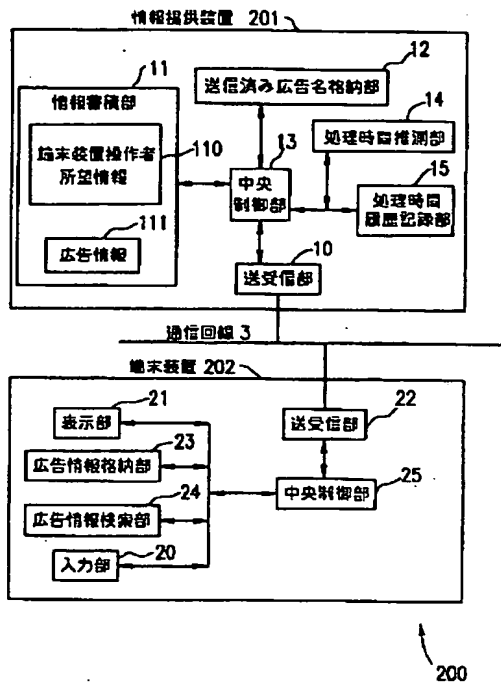 情報提供装置 201
11
情報蓄積部
端末装置操作者
所望情報
110
111
広告情報
12
送信済み広告名格納部
13
中央
制御部
14
処理時間推測部
15
処理時間
履歴記録部
10
送受信部
通信回線 3
端末装置 202
21
表示部
22
送受信部
23
広告情報格納部
24
広告情報検索部
25
中央制御部
20
入力部
200